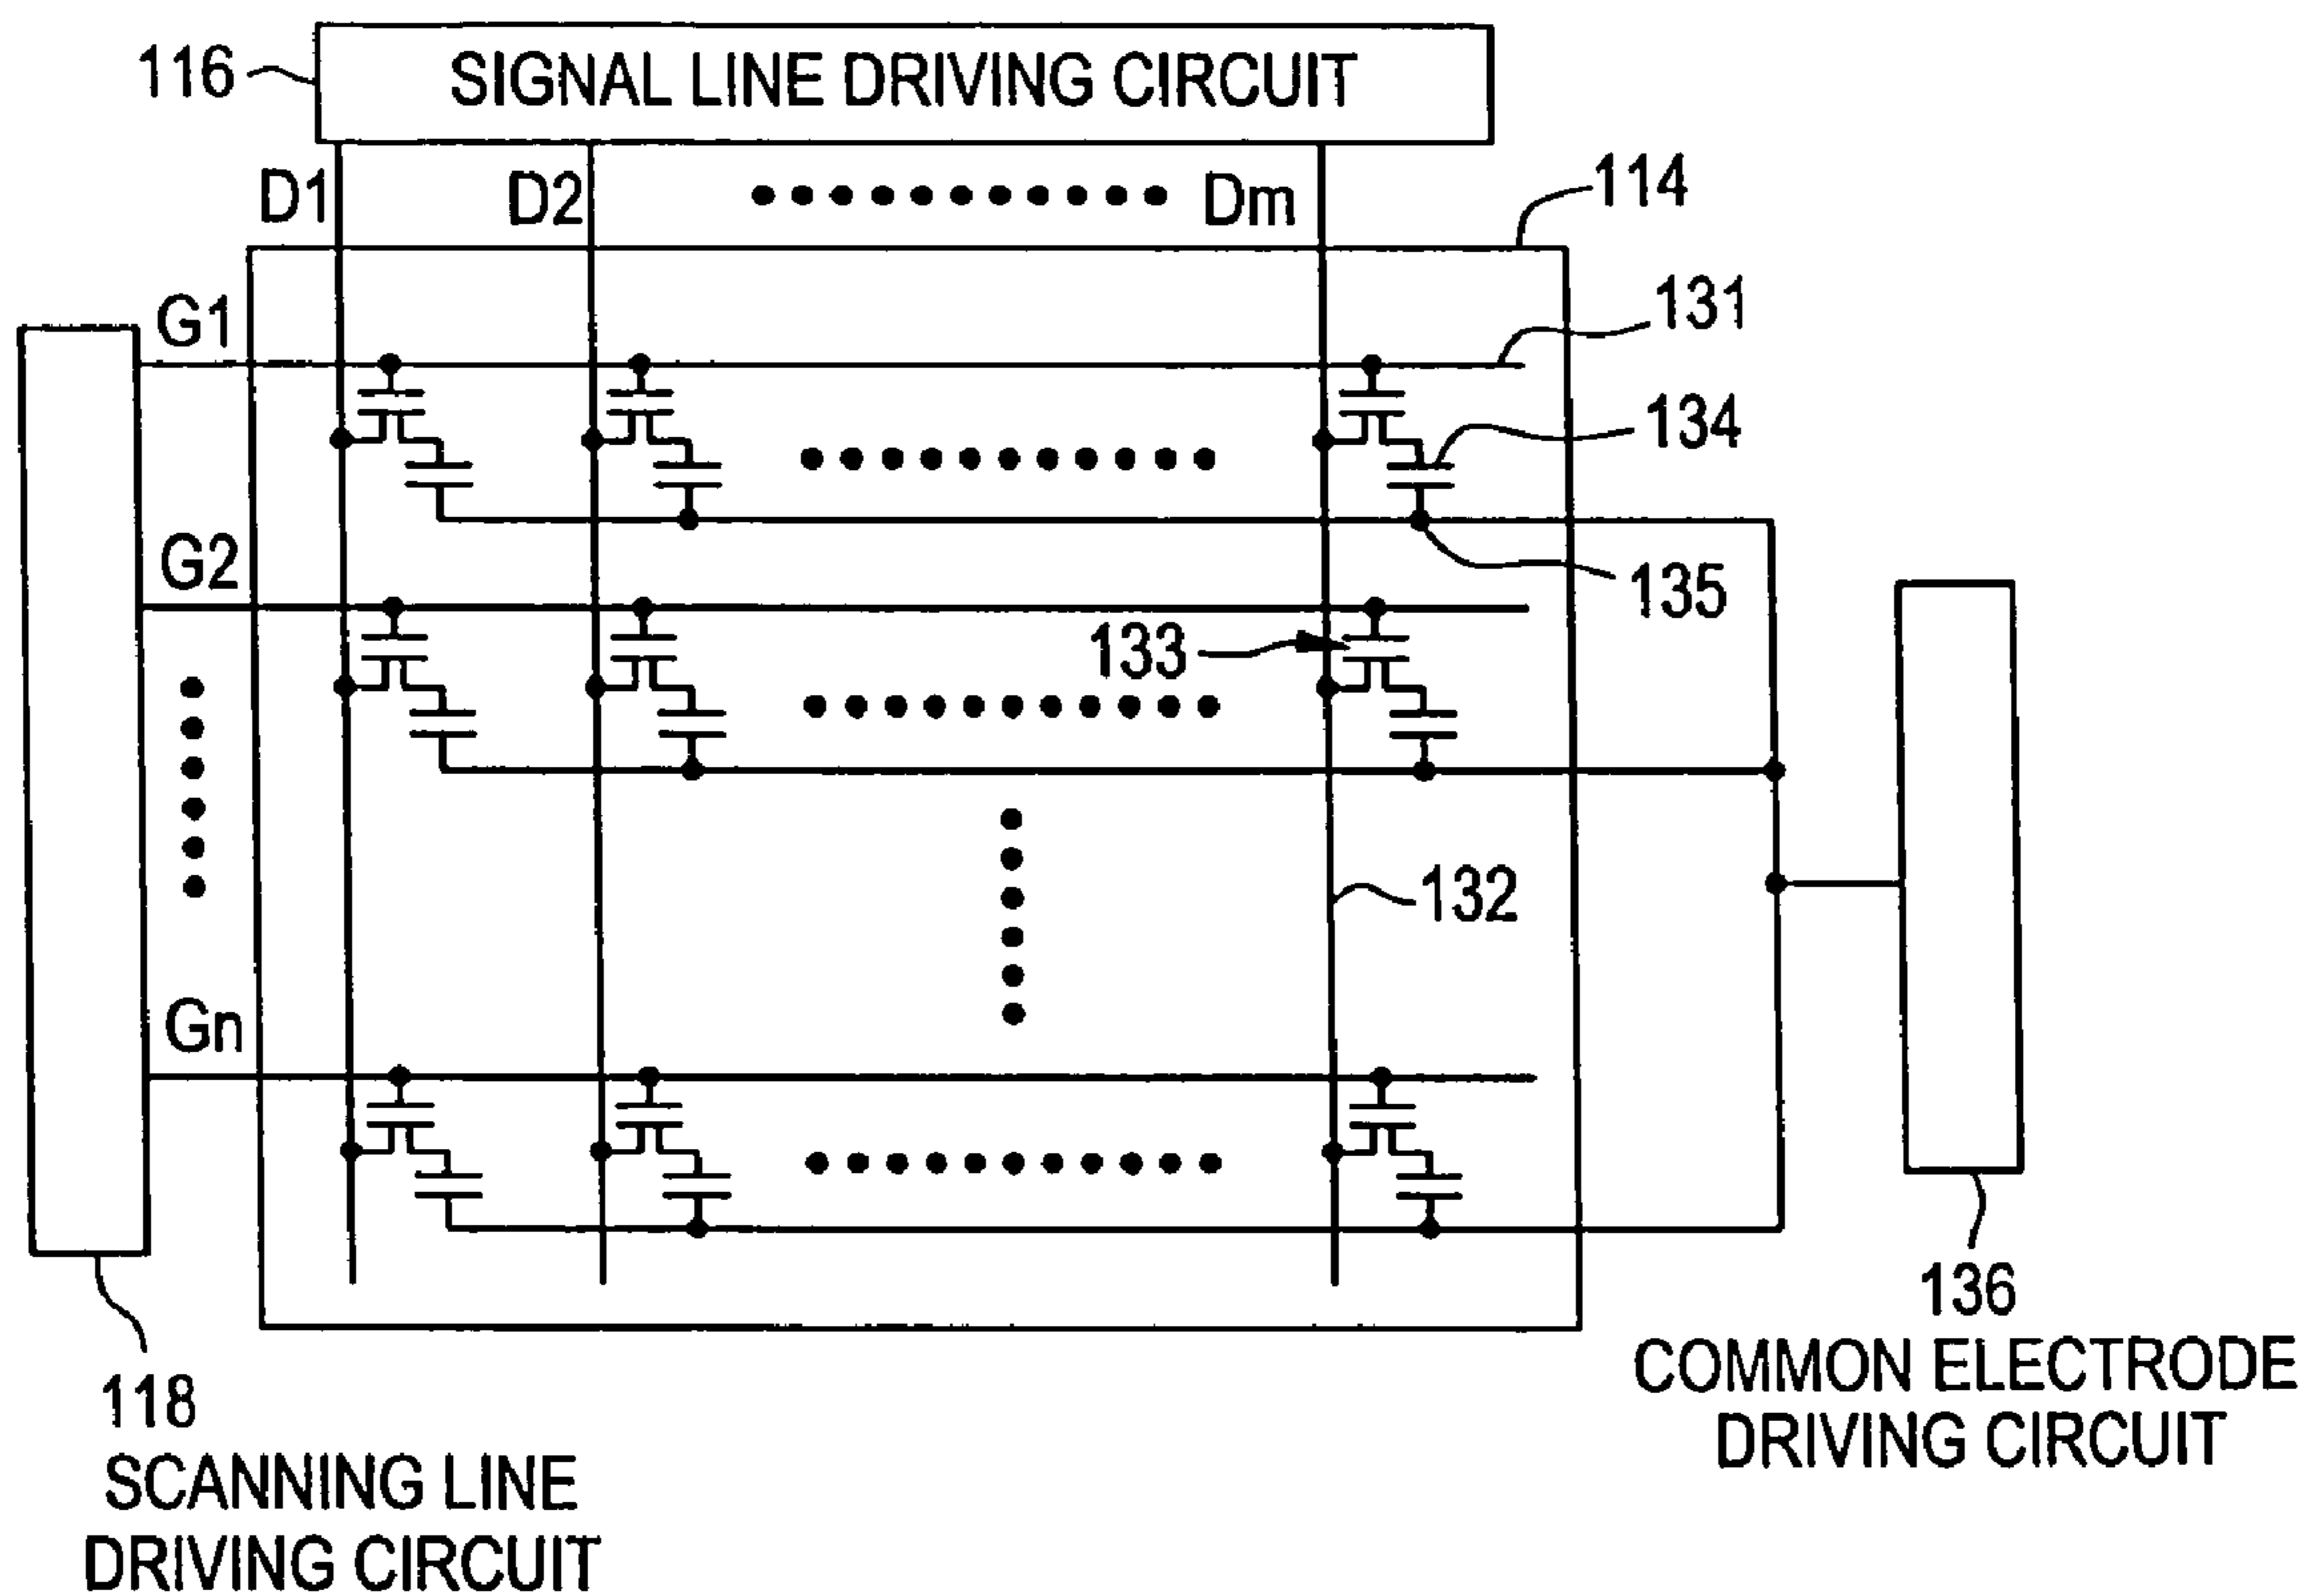 116
SIGNAL LINE DRIVING CIRCUIT
D1
D2
Dm
114
G1
131
134
G2
135
133
132
Gn
136
COMMON ELECTRODE
DRIVING CIRCUIT
118
SCANNING LINE
DRIVING CIRCUIT